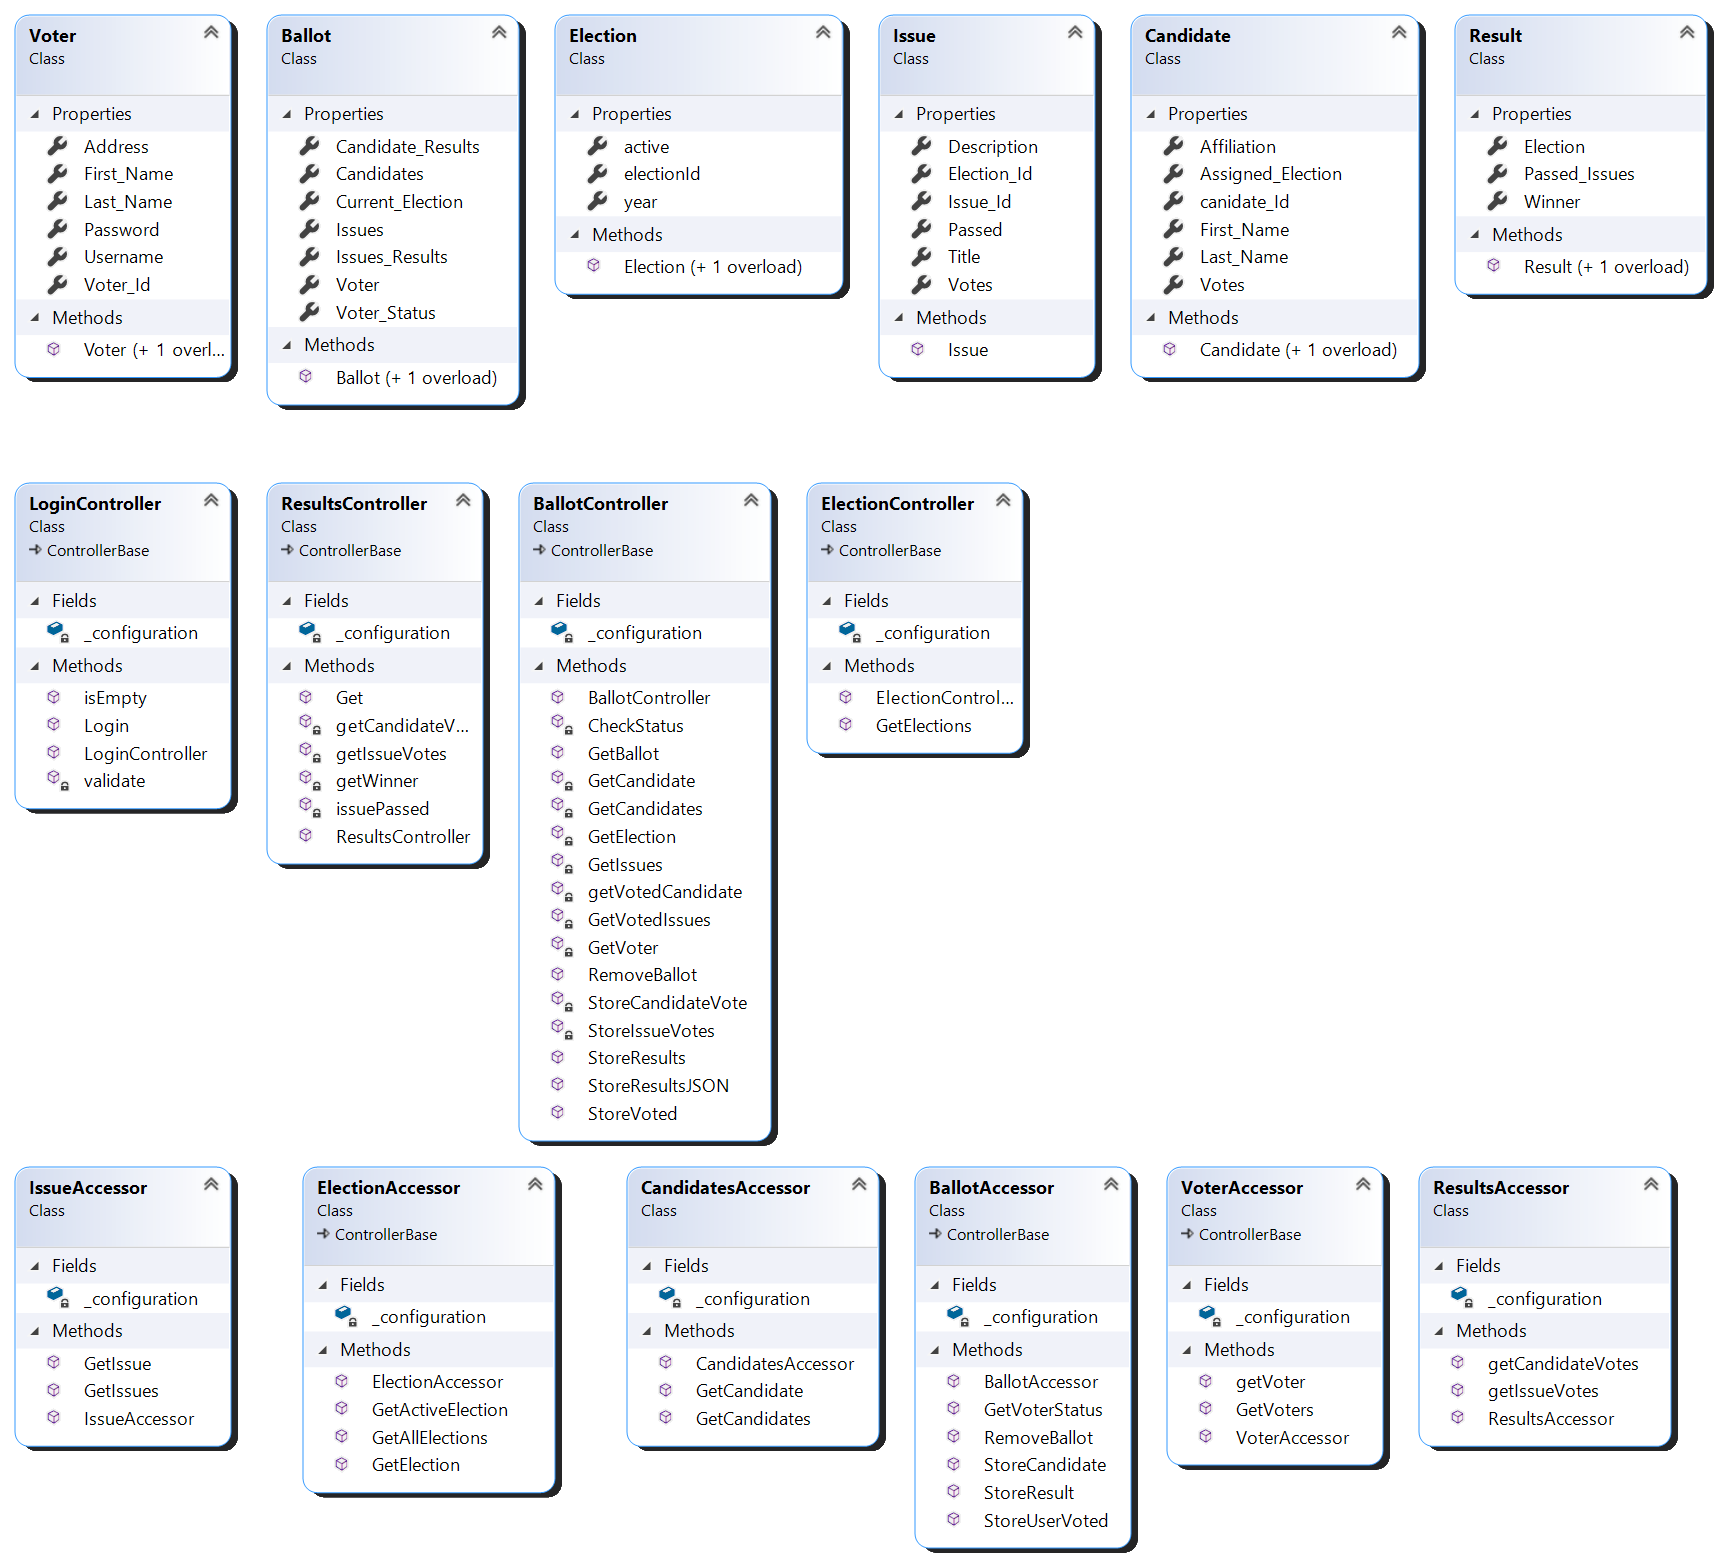 Voter
Class
Properties
Address
First_Name
Last_Name
Password
Username
Voter_Id
Methods
Voter (+ 1 overl...
Ballot
Class
Properties
Candidate_Results
Candidates
Current_Election
Issues
Issues_Results
Voter
Voter_Status
Methods
Ballot (+ 1 overload)
Election
Class
Properties
active
electionId
year
Methods
Election (+ 1 overload)
Issue
Class
Properties
Description
Election_Id
Issue_Id
Passed
Title
Votes
Methods
Issue
Candidate
Class
Properties
Affiliation
Assigned_Election
canidate_Id
First_Name
Last_Name
Votes
Methods
Candidate (+ 1 overload)
Result
Class
Properties
Election
Passed_Issues
Winner
Methods
Result (+ 1 overload)
LoginController
Class
ControllerBase
Fields
_configuration
Methods
isEmpty
Login
LoginController
validate
ResultsController
Class
ControllerBase
Fields
_configuration
Methods
Get
getCandidateV...
getIssueVotes
getWinner
issuePassed
ResultsController
BallotController
Class
ControllerBase
Fields
_configuration
Methods
BallotController
CheckStatus
GetBallot
GetCandidate
GetCandidates
GetElection
GetIssues
getVotedCandidate
GetVotedIssues
GetVoter
RemoveBallot
StoreCandidateVote
StoreIssueVotes
StoreResults
StoreResultsJSON
StoreVoted
ElectionController
Class
ControllerBase
Fields
_configuration
Methods
ElectionControl...
GetElections
IssueAccessor
Class
Fields
_configuration
Methods
GetIssue
GetIssues
IssueAccessor
ElectionAccessor
Class
ControllerBase
Fields
_configuration
Methods
ElectionAccessor
GetActiveElection
GetAllElections
GetElection
CandidatesAccessor
Class
Fields
_configuration
Methods
CandidatesAccessor
GetCandidate
GetCandidates
BallotAccessor
Class
ControllerBase
Fields
_configuration
Methods
BallotAccessor
GetVoterStatus
RemoveBallot
StoreCandidate
StoreResult
StoreUserVoted
VoterAccessor
Class
ControllerBase
Fields
_configuration
Methods
getVoter
GetVoters
VoterAccessor
ResultsAccessor
Class
Fields
_configuration
Methods
getCandidateVotes
getIssueVotes
ResultsAccessor